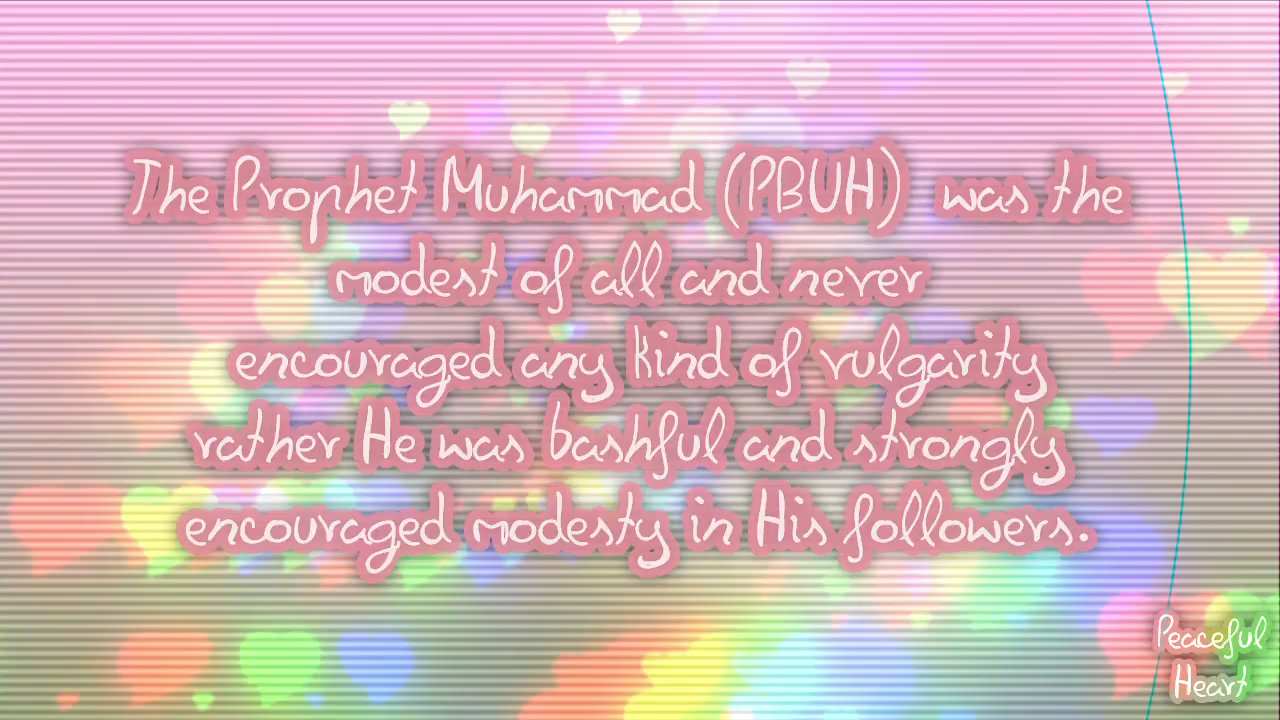 The Prophet Muhammad (PBUH) was the
modest of all and never
encouraged any kind of vulgarity
rather He was bashful and strongly
encouraged modesty in His followers.
Peaceful
Heart